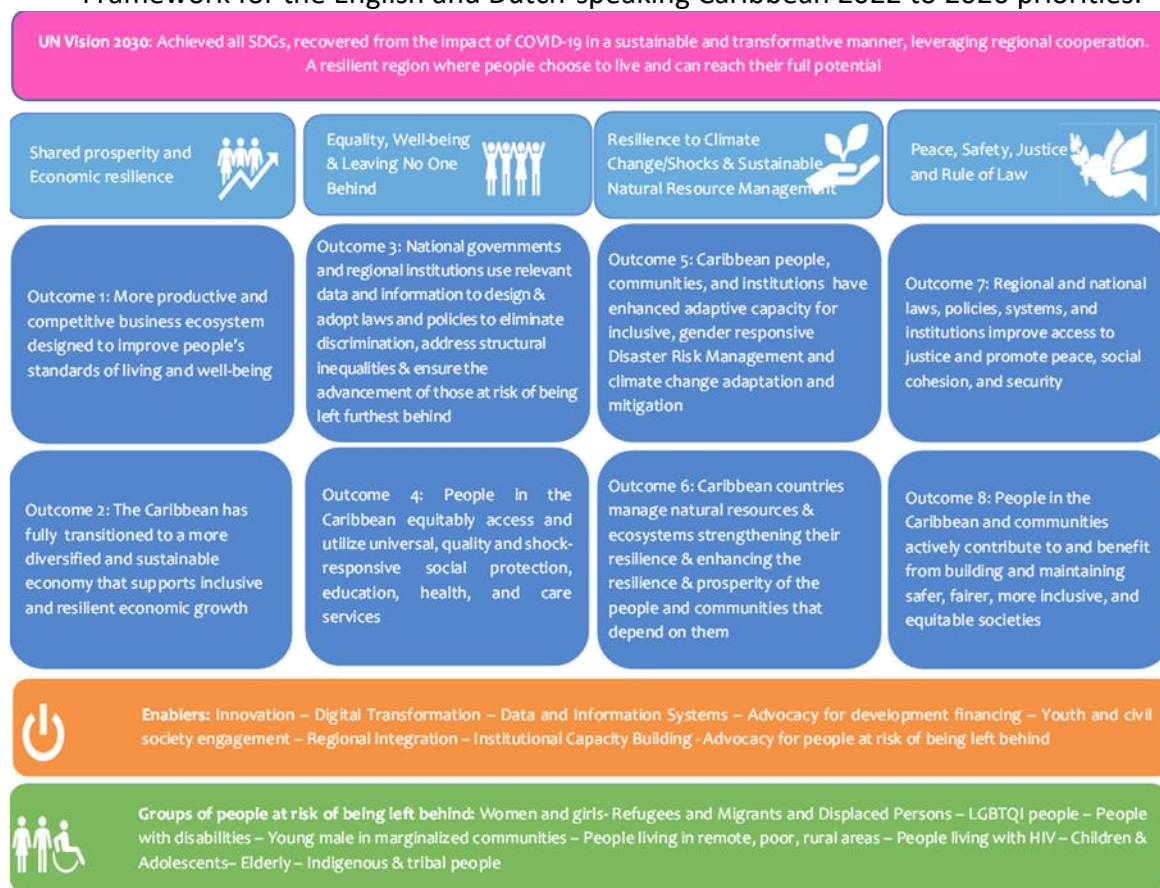 Framework for the English and Dutch-speaking Caribbean 2022 to 2026 priorities.
UN Vision 2030: Achieved all SDGs, recovered from the impact of COVID-19 in a sustainable and transformative manner, leveraging regional cooperation.
A resilient region where people choose to live and can reach their full potential
Shared prosperity and
Economic resilience
Equality, Well-being
& Leaving No One
Behind
Resilience to Climate
Change/Shocks & Sustainable
Natural Resource Management
Peace, Safety, Justice
and Rule of Law
Outcome 1: More productive and
competitive business ecosystem
designed to improve people's
standards of living and well-being
Outcome 3: National governments
and regional institutions use relevant
data and information to design &
adopt laws and policies to eliminate
discrimination, address structural
inequalities & ensure the
advancement of those at risk of being
left furthest behind
Outcome 5: Caribbean people,
communities, and institutions have
enhanced adaptive capacity for
inclusive, gender responsive
Disaster Risk Management and
climate change adaptation and
mitigation
Outcome 7: Regional and national
laws, policies, systems, and
institutions improve access to
justice and promote peace, social
cohesion, and security
Outcome 2: The Caribbean has
fully transitioned to a more
diversified and sustainable
economy that supports inclusive
and resilient economic growth
Outcome 4: People in the
Caribbean equitably access and
utilize universal, quality and shock-
responsive social protection,
education, health, and care
services
Outcome 6: Caribbean countries
manage natural resources &
ecosystems strengthening their
resilience & enhancing the
resilience & prosperity of the
people and communities that
depend on them
Outcome 8: People in the
Caribbean and communities
actively contribute to and benefit
from building and maintaining
safer, fairer, more inclusive, and
equitable societies
Enablers: Innovation – Digital Transformation – Data and Information Systems – Advocacy for development financing – Youth and civil
society engagement – Regional Integration – Institutional Capacity Building - Advocacy for people at risk of being left behind
Groups of people at risk of being left behind: Women and girls- Refugees and Migrants and Displaced Persons – LGBTQI people – People
with disabilities – Young male in marginalized communities – People living in remote, poor, rural areas – People living with HIV – Children &
Adolescents– Elderly – Indigenous & tribal people